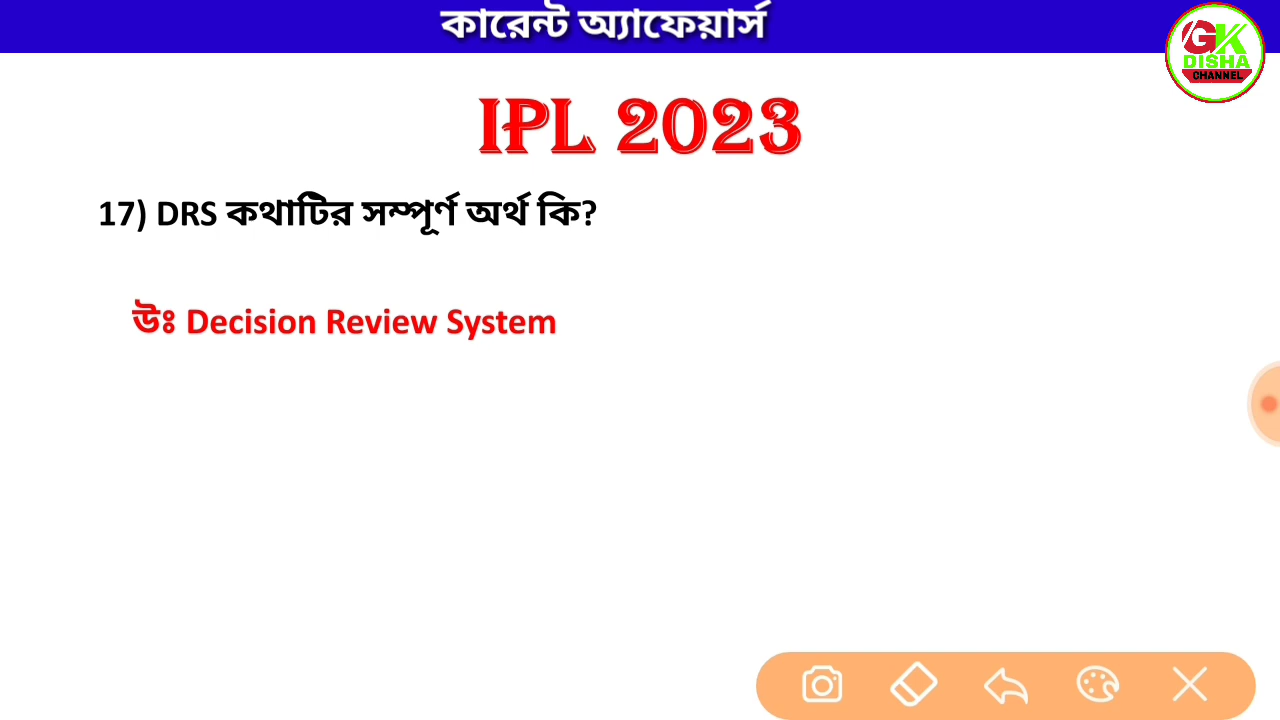 কারেন্ট অ্যাফেয়ার্স
GK
DISHA
CHANNEL
IPL 2023
17) DRS কথাটির সম্পূর্ণ অর্থ কি?
উঃ Decision Review System